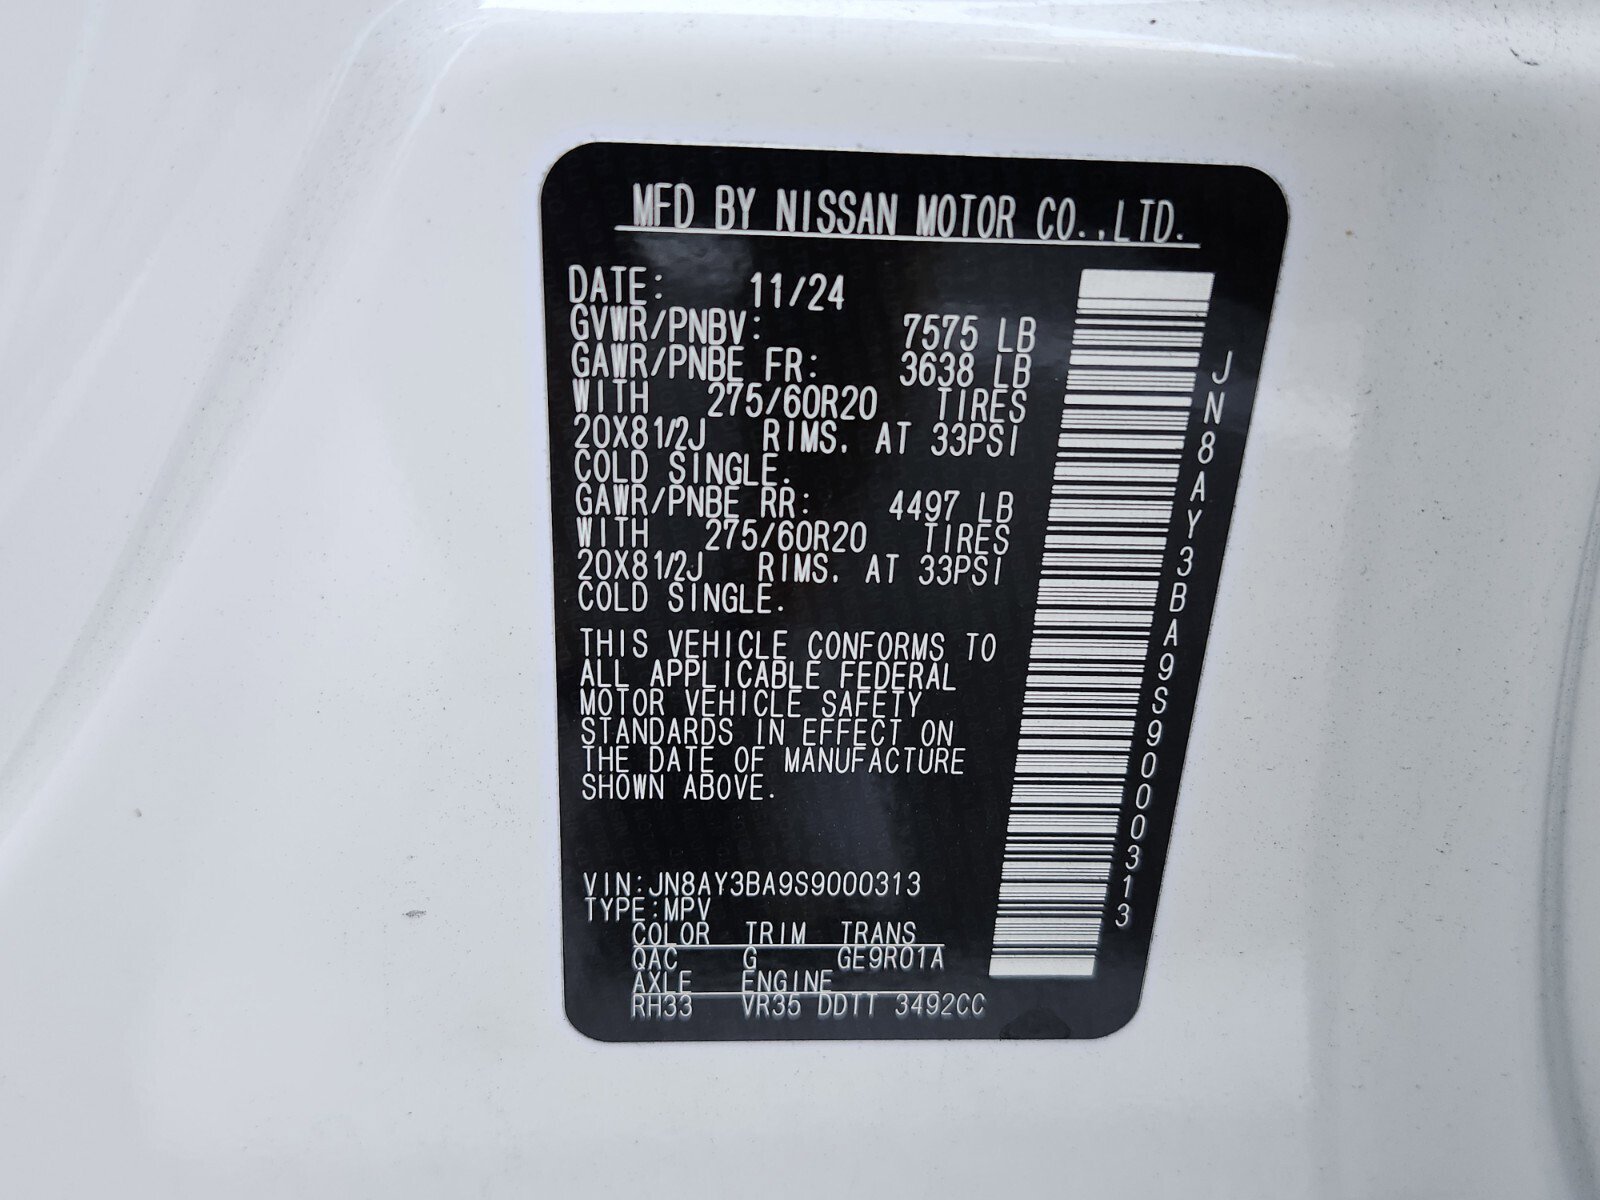 MFD BY NISSAN MOTOR CO.,LTD.
DATE: 11/24
GVWR/PNBV: 7575 LB
GAWR/PNBE FR: 3638 LB
WITH 275/60R20 TIRES
20X81/2J RIMS, AT 33PSI
COLD SINGLE.
GAWR/PNBE RR: 4497 LB
WITH 275/60R20 TIRES
20X81/2J RIMS, AT 33PSI
COLD SINGLE.
THIS VEHICLE CONFORMS TO
ALL APPLICABLE FEDERAL
MOTOR VEHICLE SAFETY
STANDARDS IN EFFECT ON
THE DATE OF MANUFACTURE
SHOWN ABOVE.
VIN:JN8AY3BA9S9000313
TYPE:MPV
COLOR TRIM TRANS
QAC G GE9R01A
AXLE ENGINE
RH33 VR35 DDTT 3492CC
JN8AY3BA9S9000313